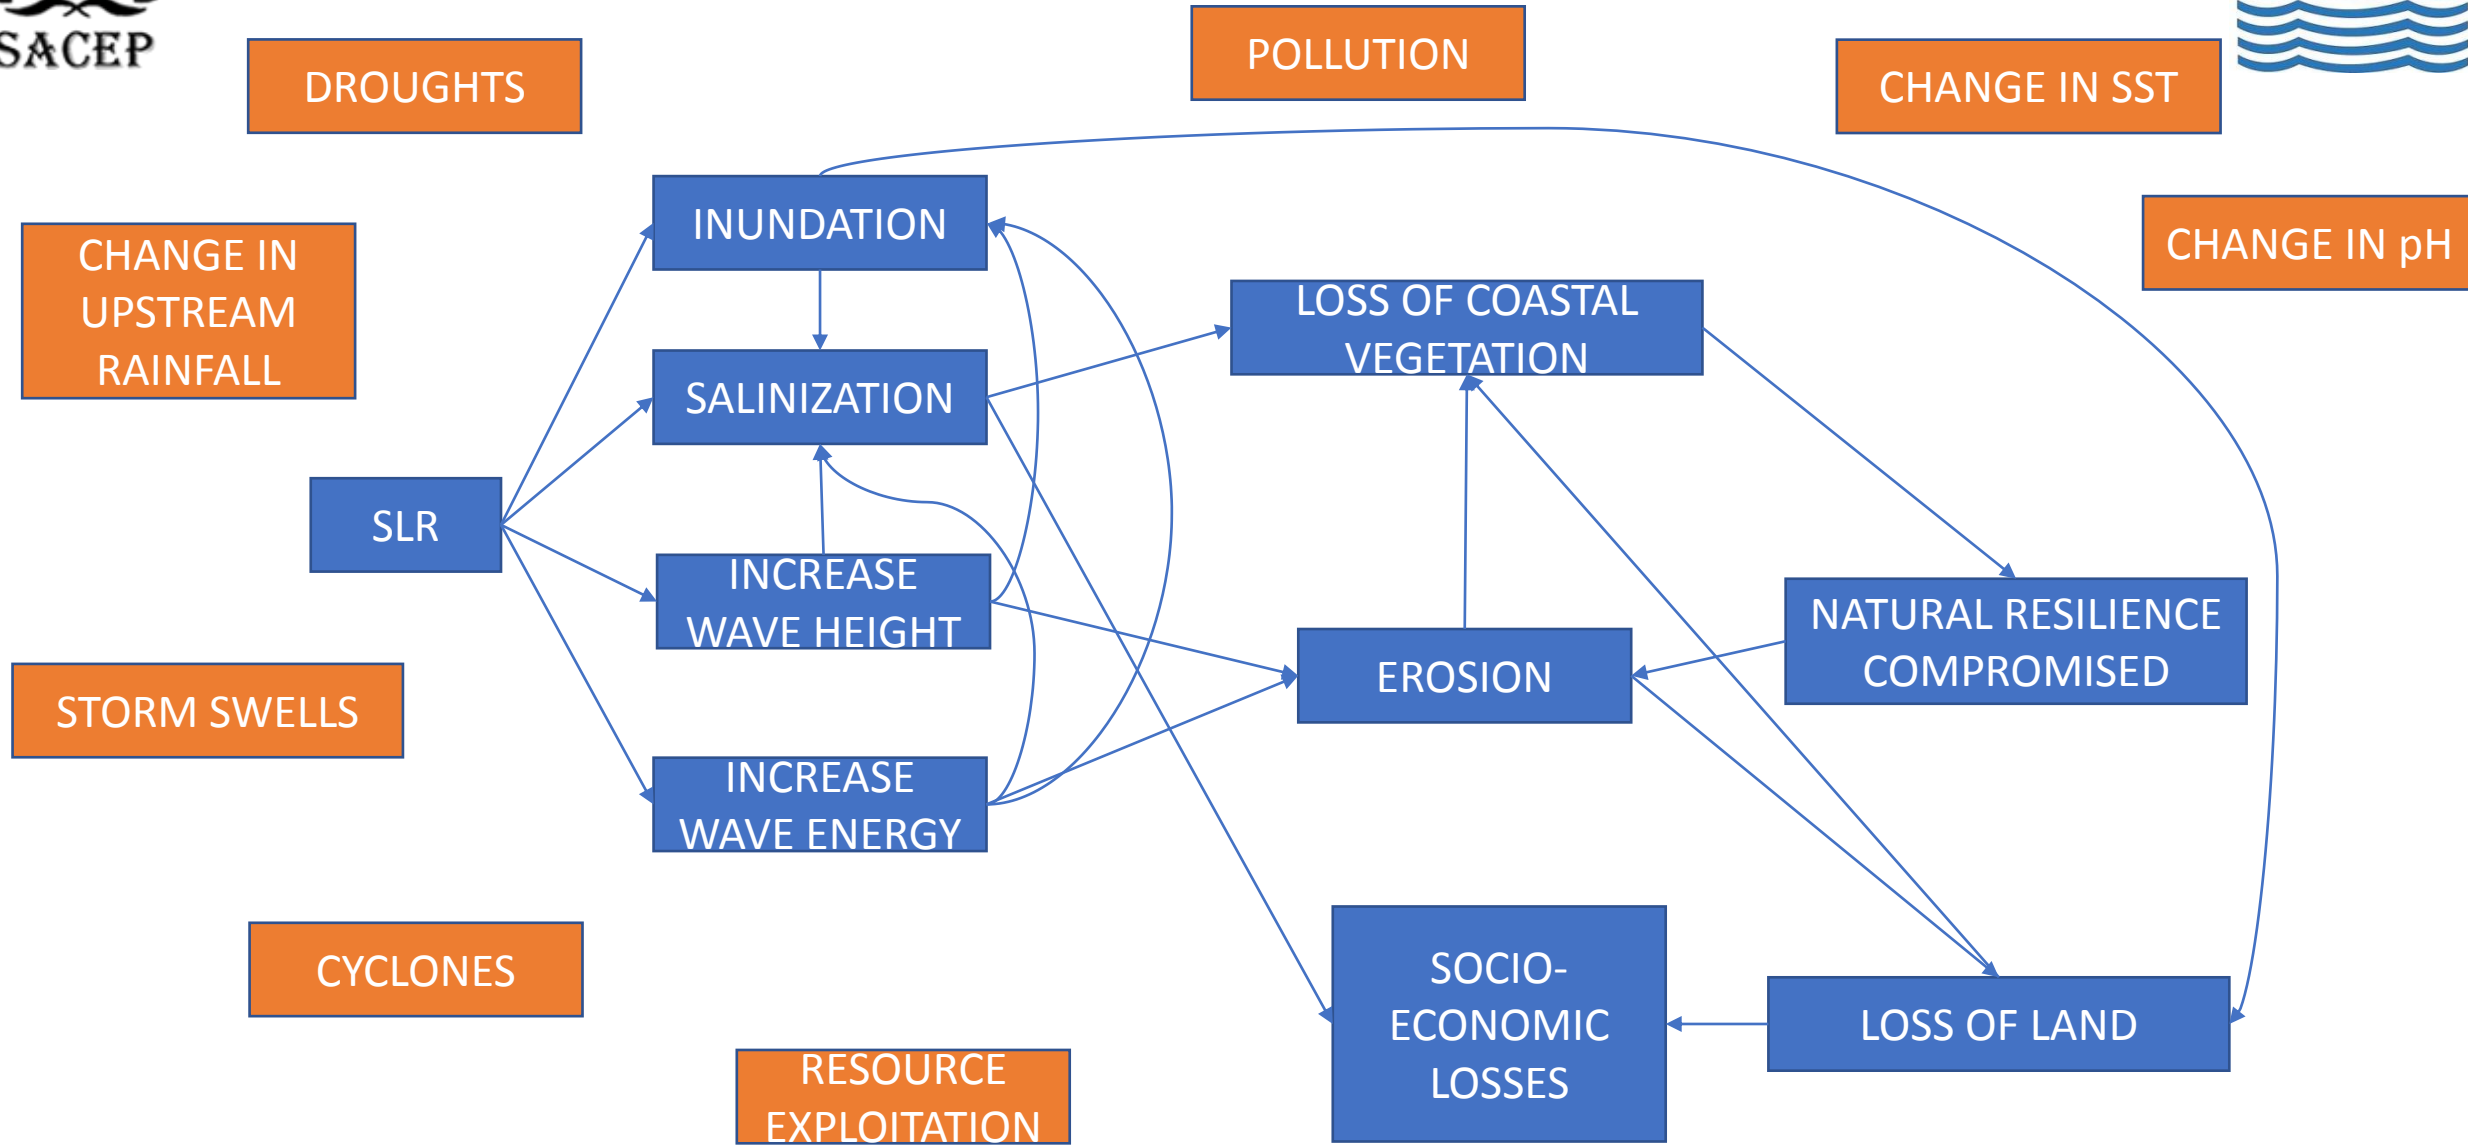 SACEP
DROUGHTS
POLLUTION
CHANGE IN SST
CHANGE IN
UPSTREAM
RAINFALL
INUNDATION
CHANGE IN pH
LOSS OF COASTAL
VEGETATION
SALINIZATION
SLR
INCREASE
WAVE HEIGHT
NATURAL RESILIENCE
COMPROMISED
EROSION
STORM SWELLS
INCREASE
WAVE ENERGY
CYCLONES
SOCIO-
ECONOMIC
LOSSES
LOSS OF LAND
RESOURCE
EXPLOITATION